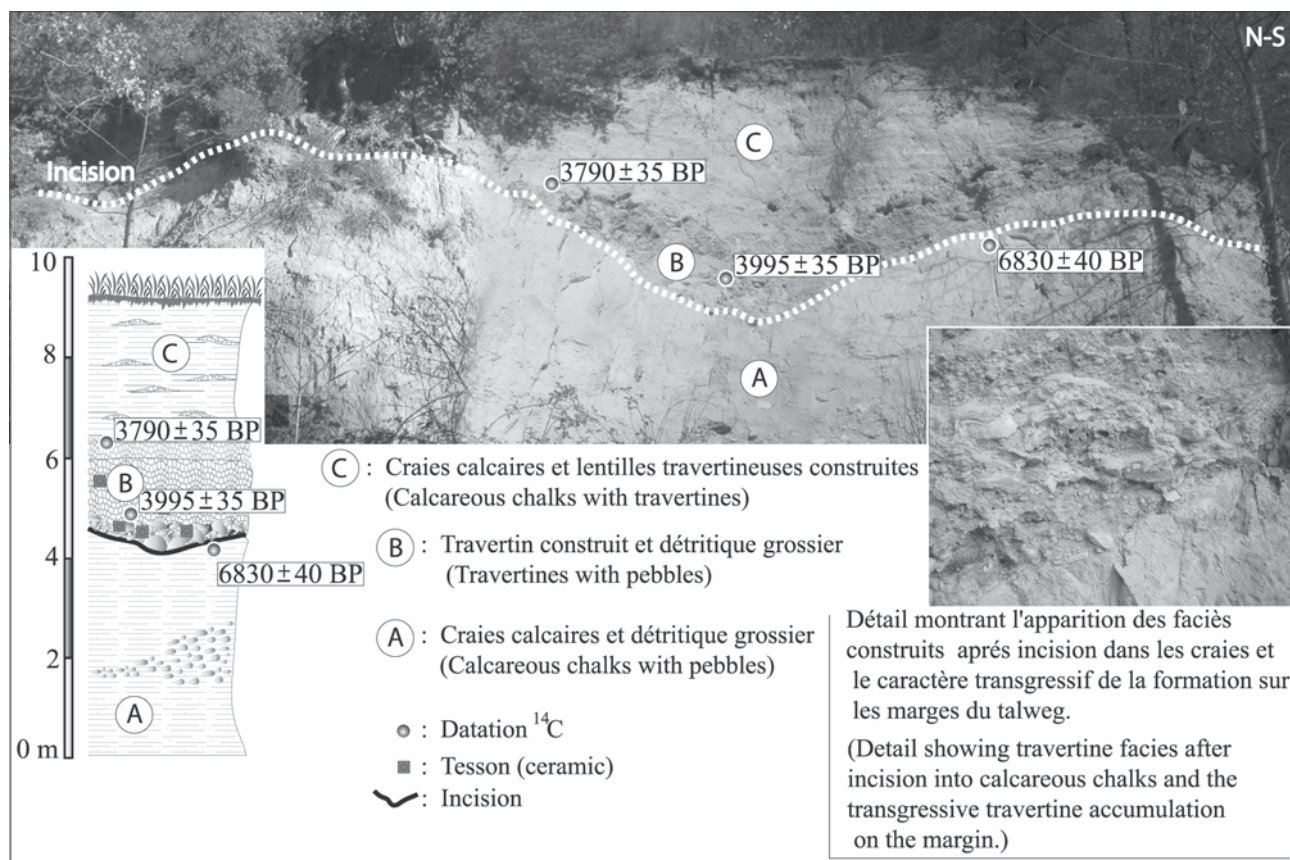 N-S
Incision
C
3790±35 BP
B
3995±35 BP
6830±40 BP
A
10
8
6
4
2
0 m
C
3790±35 BP
B
3995±35 BP
6830±40 BP
A
C : Craies calcaires et lentilles travertineuses construites
(Calcareous chalks with travertines)
B : Travertin construit et détritique grossier
(Travertines with pebbles)
A : Craies calcaires et détritique grossier
(Calcareous chalks with pebbles)
: Datation 14C
: Tesson (ceramic)
: Incision
Détail montrant l'apparition des faciès
construits aprés incision dans les craies et
le caractère transgressif de la formation sur
les marges du talweg.
(Detail showing travertine facies after
incision into calcareous chalks and the
transgressive travertine accumulation
on the margin.)